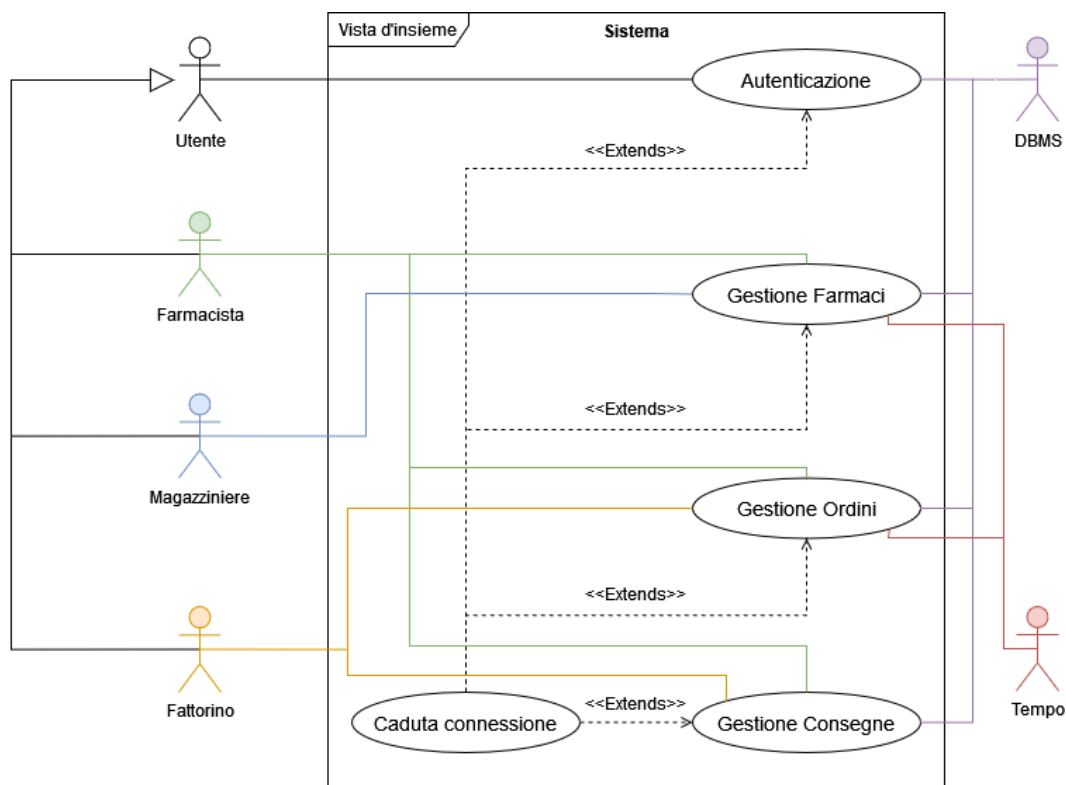 Vista d'insieme
Sistema
Utente
Autenticazione
DBMS
<<Extends>>
Farmacista
Gestione Farmaci
<<Extends>>
Magazziniere
Gestione Ordini
<<Extends>>
Fattorino
Caduta connessione
<<Extends>>
Gestione Consegne
Tempo